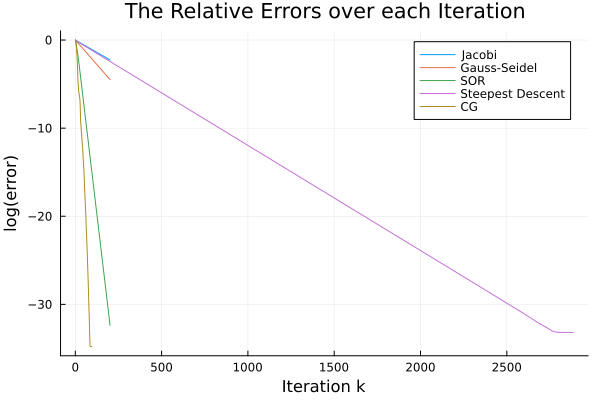 The Relative Errors over each Iteration
Jacobi
Gauss-Seidel
SOR
Steepest Descent
CG
log(error)
0
−10
−20
−30
0 500 1000 1500 2000 2500
Iteration k